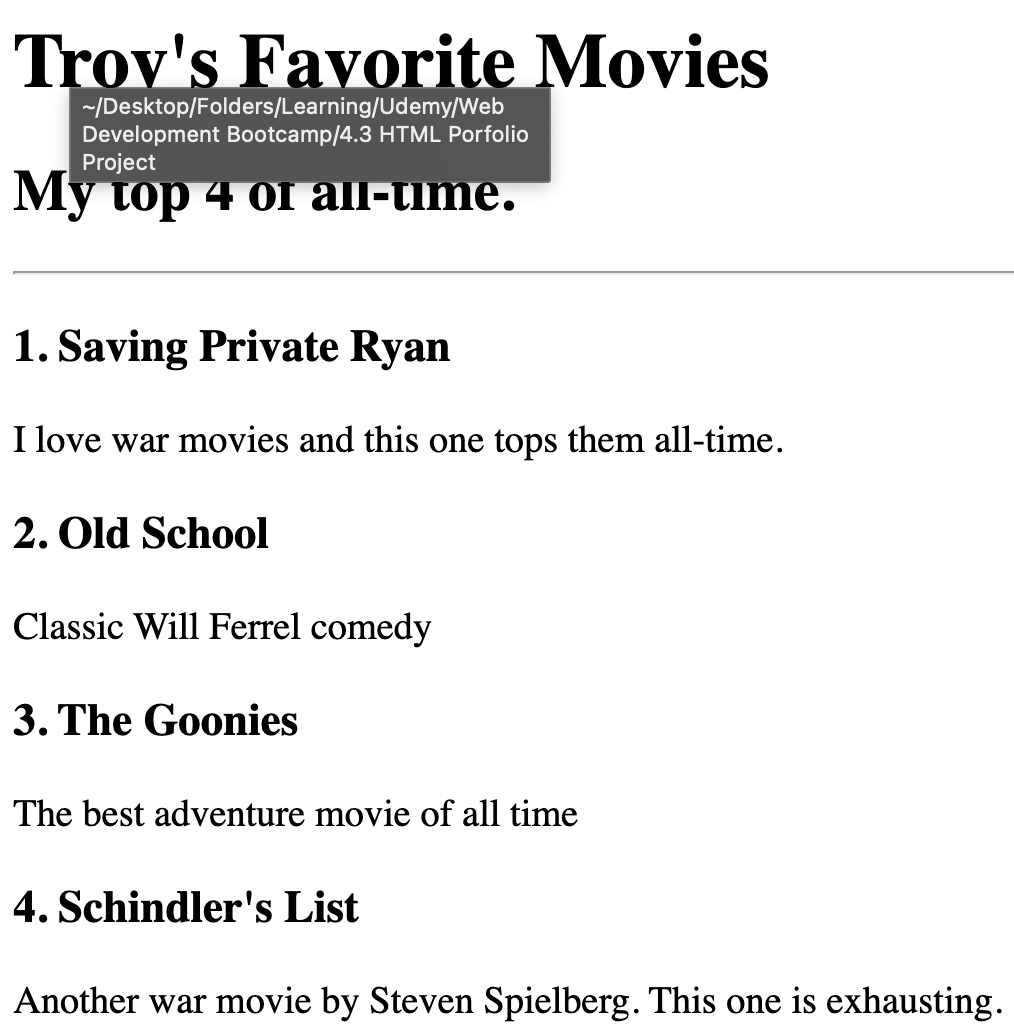 Troy's Favorite Movies
~/Desktop/Folders/Learning/Udemy/Web
Development Bootcamp/4.3 HTML Porfolio
Project
My top 4 of all-time.
1. Saving Private Ryan
I love war movies and this one tops them all-time.
2. Old School
Classic Will Ferrel comedy
3. The Goonies
The best adventure movie of all time
4. Schindler's List
Another war movie by Steven Spielberg. This one is exhausting.